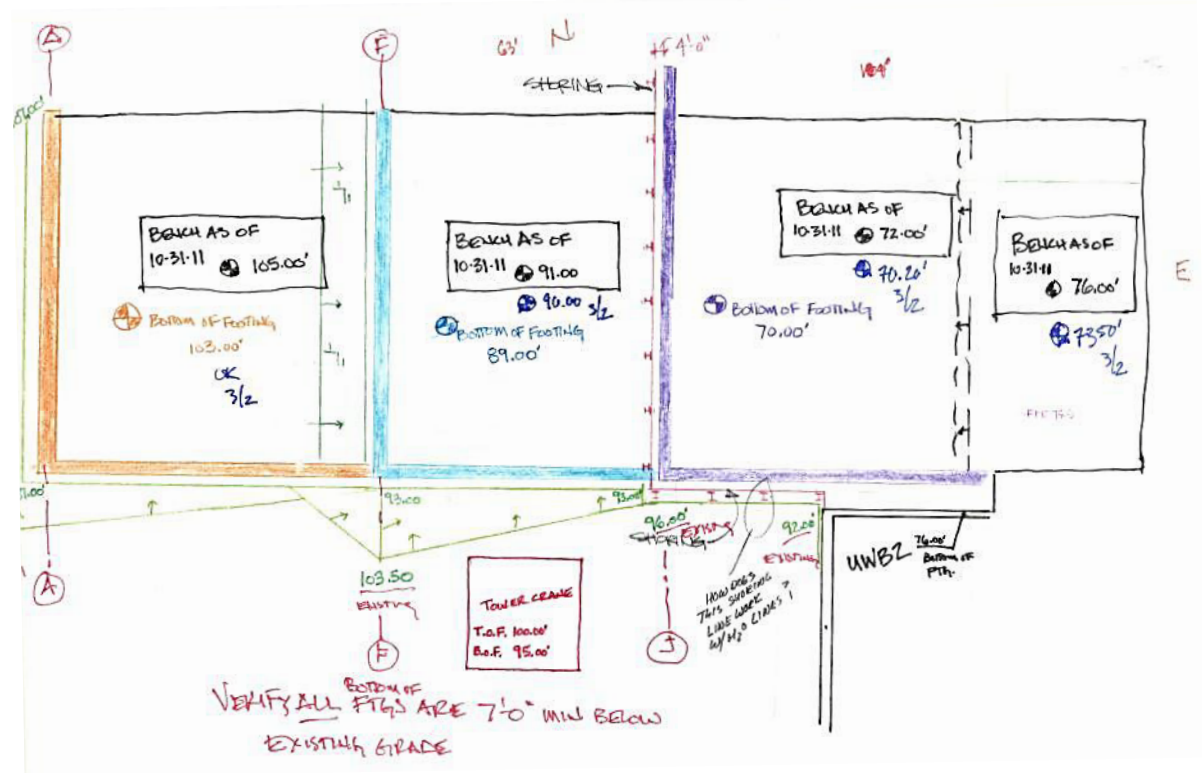 A
F
63'
N
4'-0"
SHORING
BENCH AS OF
10-31-11 105.00'
BOTTOM OF FOOTING
103.00'
OK
3/2
1/1
1/1
BENCH AS OF
10-31-11 91.00
90.00 3/2
BOTTOM OF FOOTING
89.00'
BENCH AS OF
10-31-11 72.00'
70.20'
3/2
BOTTOM OF FOOTING
70.00'
BENCH AS OF
10-31-11
76.00'
73.50'
3/2
E
93.00
93.00'
96.00'
EXISTING
SHORING
92.00'
EXISTING
103.50
EXISTING
A
F
J
TOWER CRANE
T.O.F. 100.00'
B.O.F. 95.00'
HOW DOES
THIS SHORING
LINE WORK
W/ H2O LINES?
UWB2
76.00'
BOTTOM OF
FTG.
BOTTOM OF
VERIFY ALL FTGS ARE 7'-0" MIN BELOW
EXISTING GRADE